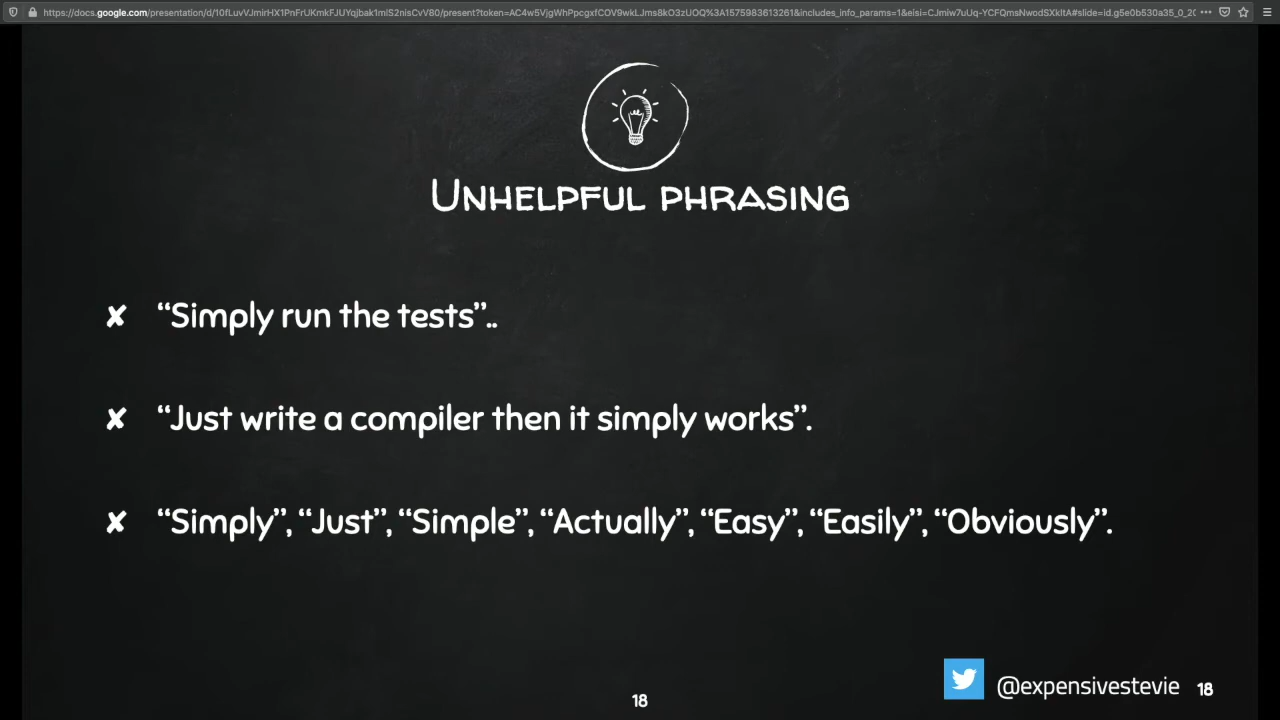 UNHELPFUL PHRASING
“Simply run the tests”..
“Just write a compiler then it simply works”.
“Simply”, “Just”, “Simple”, “Actually”, “Easy”, “Easily”, “Obviously”.
@expensivestevie 18
18